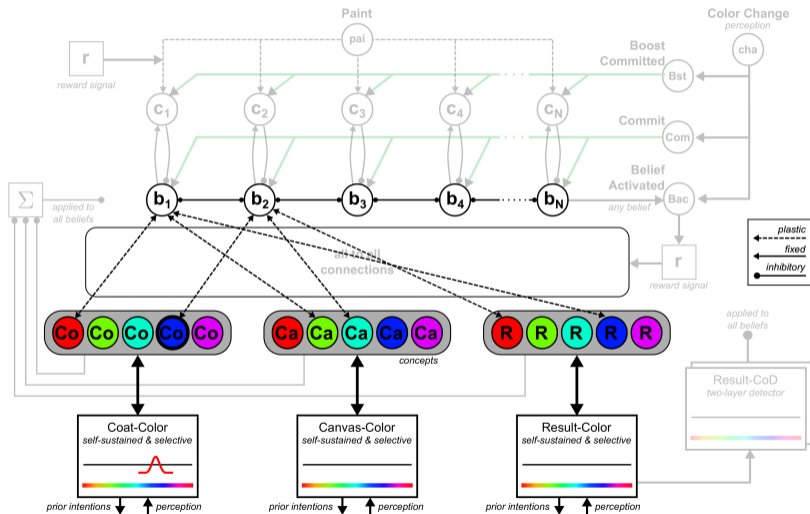 Paint
Color Change
perception
pai
cha
r
reward signal
Boost
Committed
Bst
c1
c2
c3
c4
cN
Commit
Com
Belief
Activated
any belief
Bac
Σ
applied to
all beliefs
b1
b2
b3
b4
bN
all to all
connections
r
reward signal
plastic
fixed
inhibitory
applied to
all beliefs
Co Co Co Co Co
Ca Ca Ca Ca Ca
R R R R R
concepts
Result-CoD
two-layer detector
Coat-Color
self-sustained & selective
Canvas-Color
self-sustained & selective
Result-Color
self-sustained & selective
prior intentions
perception
prior intentions
perception
prior intentions
perception